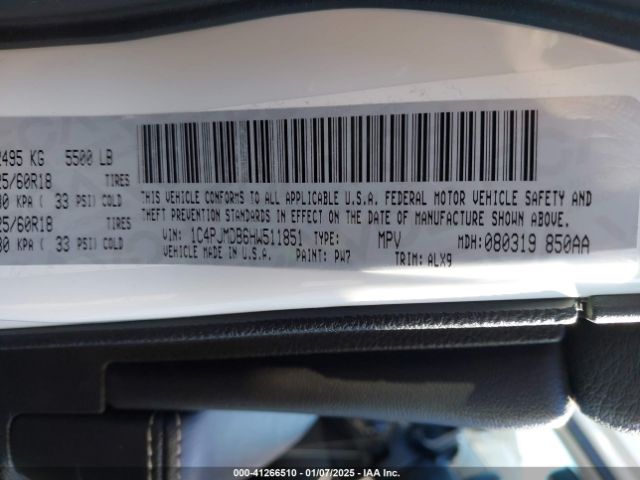 2495 KG 5500 LB
25/60R18 TIRES
30 KPA ( 33 PSI) COLD
25/60R18 TIRES
30 KPA ( 33 PSI) COLD
THIS VEHICLE CONFORMS TO ALL APPLICABLE U.S.A. FEDERAL MOTOR VEHICLE SAFETY AND
THEFT PREVENTION STANDARDS IN EFFECT ON THE DATE OF MANUFACTURE SHOWN ABOVE.
VIN: 1C4PJMDB6HW511851 TYPE: MPV MDH: 080319 850AA
VEHICLE MADE IN U.S.A. PAINT: PW7 TRIM: ALX9
000-41266510 | 01/07/2025 | IAA Inc.